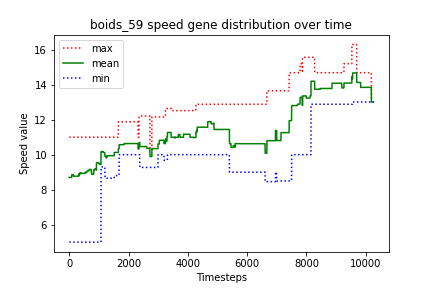 boids_59 speed gene distribution over time
max
mean
min
Speed value
16
14
12
10
8
6
0 2000 4000 6000 8000 10000
Timesteps